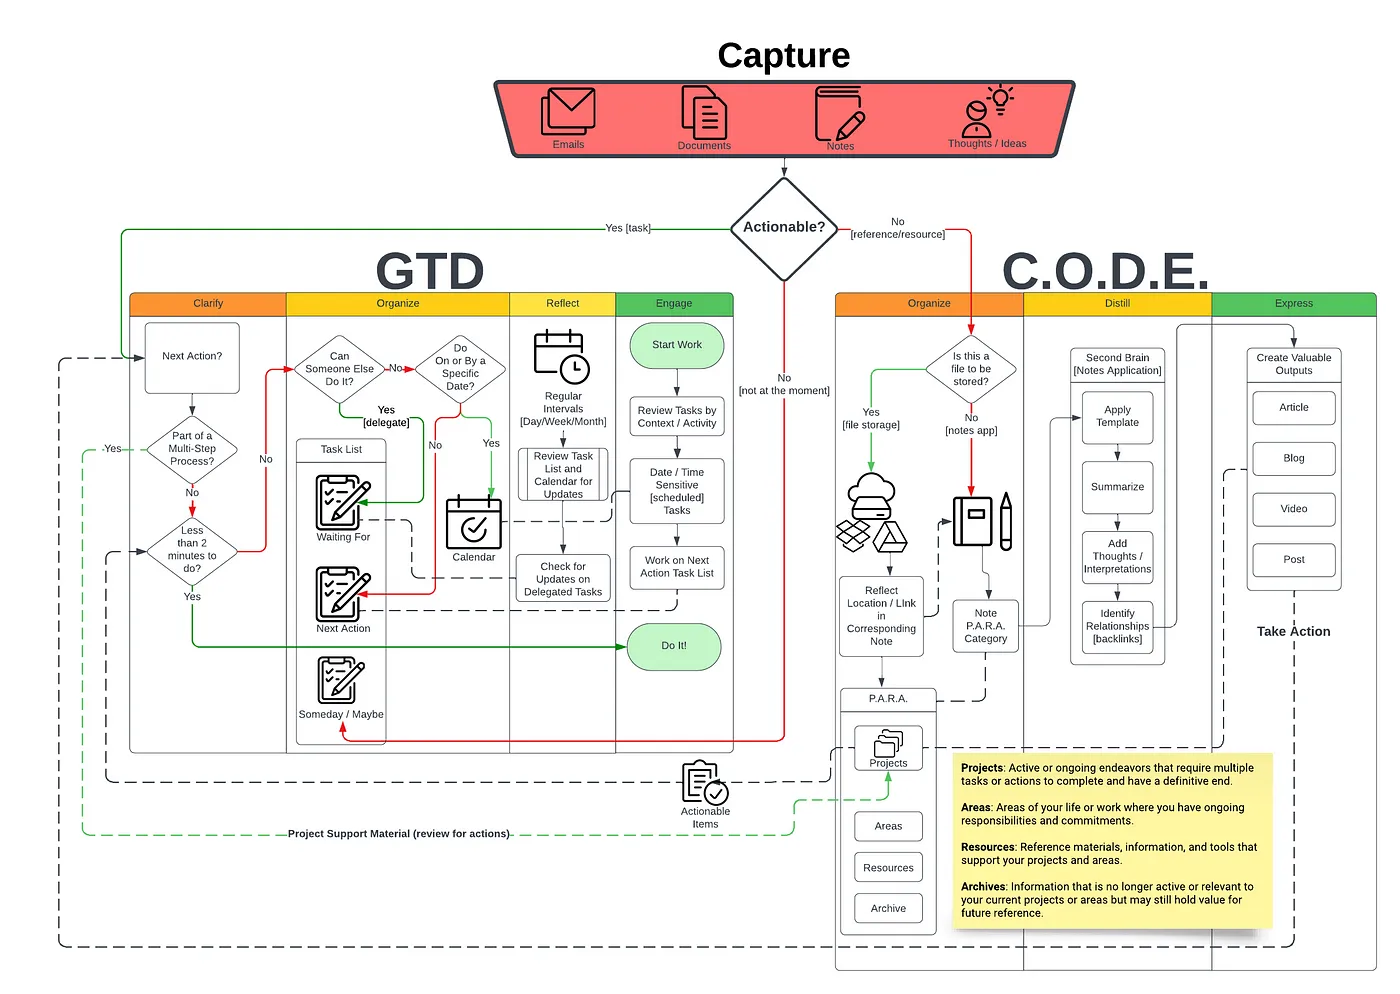 Capture
Emails
Documents
Notes
Thoughts / Ideas
Actionable?
Yes [task]
No
[reference/resource]
No
[not at the moment]
GTD
Clarify
Organize
Reflect
Engage
Next Action?
Part of a
Multi-Step
Process?
Yes
No
Less
than 2
minutes to
do?
No
Yes
Can
Someone Else
Do It?
No
Yes
[delegate]
Do
On or By a
Specific
Date?
No
Yes
Task List
Waiting For
Next Action
Someday / Maybe
Calendar
Regular
Intervals
[Day/Week/Month]
Review Task
List and
Calendar for
Updates
Check for
Updates on
Delegated Tasks
Start Work
Review Tasks by
Context / Activity
Date / Time
Sensitive
[scheduled]
Tasks
Work on Next
Action Task List
Do It!
Actionable
Items
Project Support Material (review for actions)
C.O.D.E.
Organize
Distill
Express
Is this a
file to be
stored?
Yes
[file storage]
No
[notes app]
Reflect
Location / LInk
in
Corresponding
Note
Note
P.A.R.A.
Category
P.A.R.A.
Projects
Areas
Resources
Archive
Second Brain
[Notes Application]
Apply
Template
Summarize
Add
Thoughts /
Interpretations
Identify
Relationships
[backlinks]
Create Valuable
Outputs
Article
Blog
Video
Post
Take Action
Projects: Active or ongoing endeavors that require multiple
tasks or actions to complete and have a definitive end.
Areas: Areas of your life or work where you have ongoing
responsibilities and commitments.
Resources: Reference materials, information, and tools that
support your projects and areas.
Archives: Information that is no longer active or relevant to
your current projects or areas but may still hold value for
future reference.